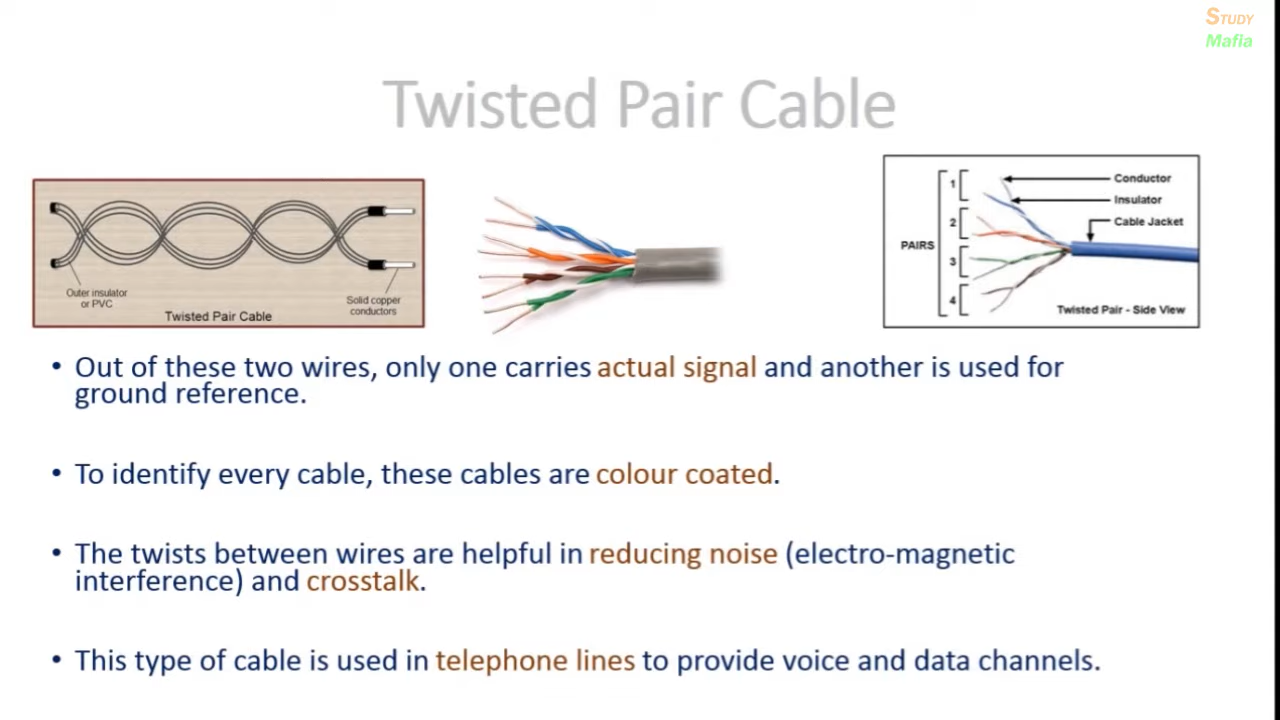 STUDY
Mafia
Twisted Pair Cable
Outer insulator
or PVC
Solid copper
conductors
Twisted Pair Cable
PAIRS
1
2
3
4
Conductor
Insulator
Cable Jacket
Twisted Pair - Side View
• Out of these two wires, only one carries actual signal and another is used for
ground reference.
• To identify every cable, these cables are colour coated.
• The twists between wires are helpful in reducing noise (electro-magnetic
interference) and crosstalk.
• This type of cable is used in telephone lines to provide voice and data channels.